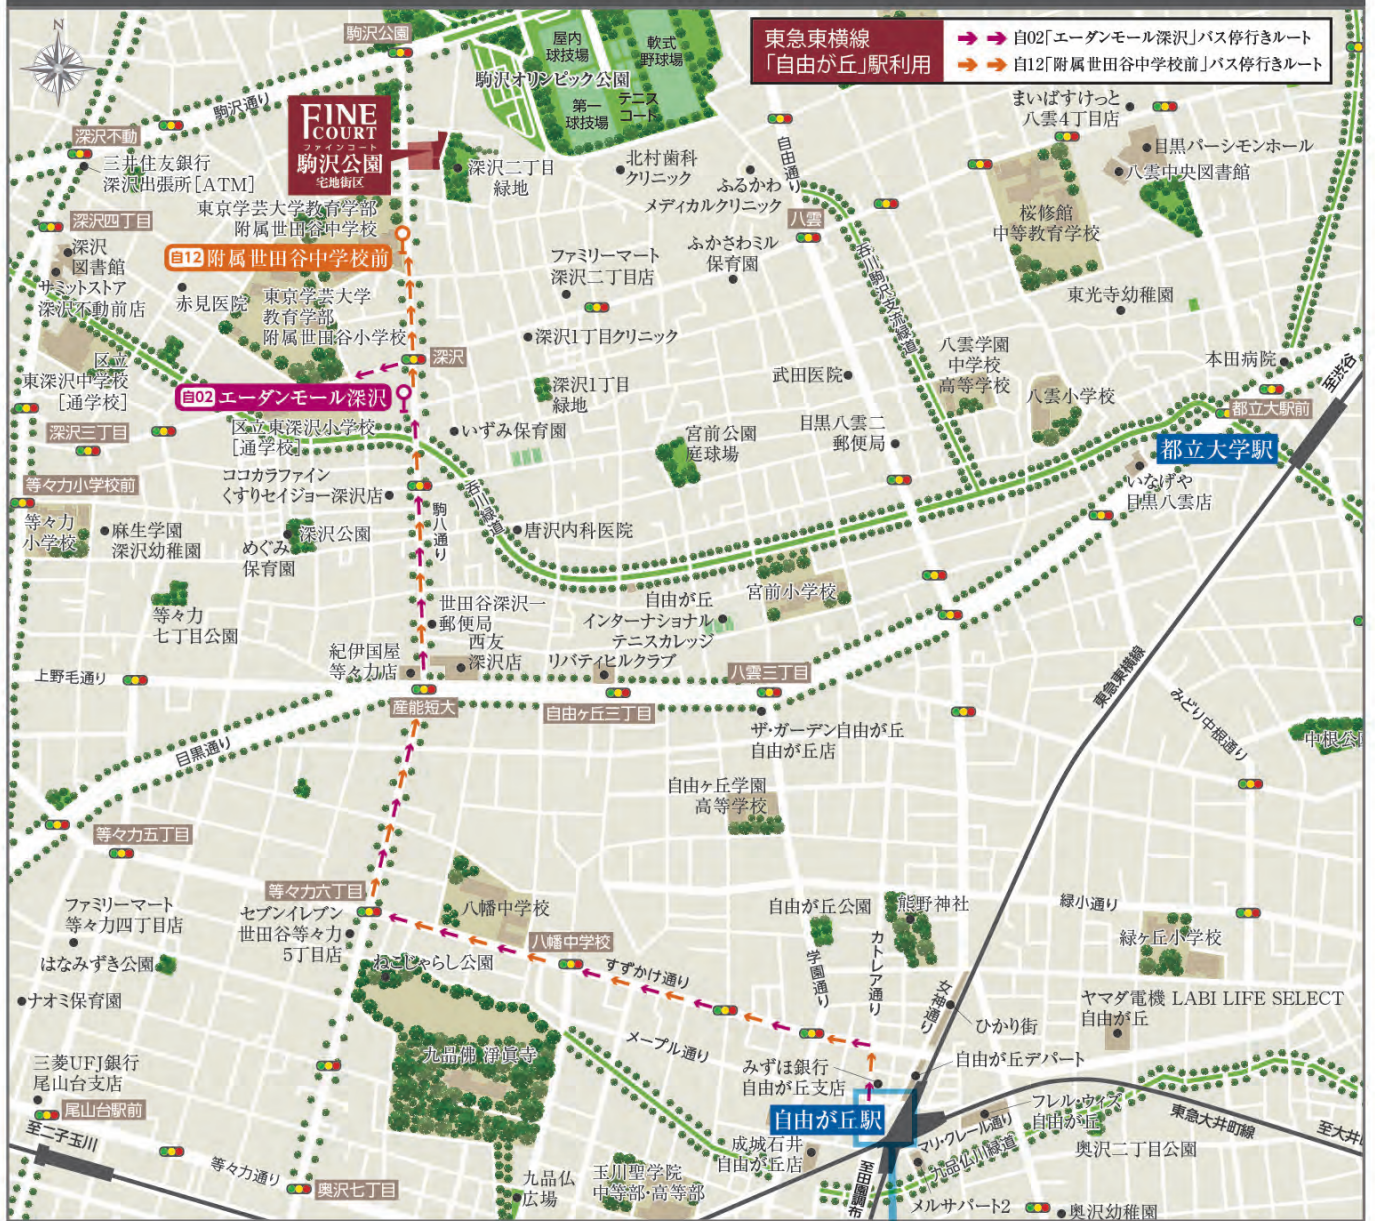 N
駒沢公園
屋内
球技場
軟式
野球場
駒沢オリンピック公園
第一
球技場
テニス
コート
東急東横線
「自由が丘」駅利用
自02「エーダンモール深沢」バス停行きルート
自12「附属世田谷中学校前」バス停行きルート
駒沢通り
深沢不動
三井住友銀行
深沢出張所[ATM]
FINE
COURT
ファインコート
駒沢公園
宅地街区
深沢二丁目
緑地
北村歯科
クリニック
ふるかわ
メディカルクリニック
自由通り
八雲
まいばすけっと
八雲4丁目店
目黒パーシモンホール
八雲中央図書館
桜修館
中等教育学校
深沢四丁目
深沢
図書館
サミットストア
深沢不動前店
東京学芸大学教育学部
附属世田谷中学校
自12 附属世田谷中学校前
赤見医院
東京学芸大学
教育学部
附属世田谷小学校
ファミリーマート
深沢二丁目店
ふかさわミル
保育園
呑川駒沢支流緑道
東光寺幼稚園
深沢1丁目クリニック
深沢
区立
東深沢中学校
[通学校]
自02 エーダンモール深沢
区立東深沢小学校
[通学校]
深沢1丁目
緑地
武田医院
八雲学園
中学校
高等学校
八雲小学校
本田病院
至渋谷
都立大駅前
都立大学駅
深沢三丁目
いずみ保育園
宮前公園
庭球場
目黒八雲二
郵便局
いなげや
目黒八雲店
等々力小学校前
ココカラファイン
くすりセイジョー深沢店
呑川緑道
駒八通り
等々力
小学校
麻生学園
深沢幼稚園
めぐみ
保育園
深沢公園
唐沢内科医院
等々力
七丁目公園
世田谷深沢一
郵便局
自由が丘
インターナショナル
テニスカレッジ
宮前小学校
紀伊国屋
等々力店
西友
深沢店
リバティヒルクラブ
八雲三丁目
上野毛通り
産能短大
自由ヶ丘三丁目
ザ・ガーデン自由が丘
自由が丘店
東急東横線
みどり中根通り
中根公
目黒通り
自由ヶ丘学園
高等学校
等々力五丁目
等々力六丁目
ファミリーマート
等々力四丁目店
セブンイレブン
世田谷等々力
5丁目店
八幡中学校
八幡中学校
すずかけ通り
自由が丘公園
熊野神社
緑小通り
緑ヶ丘小学校
はなみずき公園
ねこじゃらし公園
学園通り
カトレア通り
女神通り
ナオミ保育園
ひかり街
ヤマダ電機 LABI LIFE SELECT
自由が丘
九品佛 淨眞寺
メープル通り
みずほ銀行
自由が丘支店
自由が丘デパート
三菱UFJ銀行
尾山台支店
尾山台駅前
自由が丘駅
フレル・ウィズ
自由が丘
マリ・クレール通り
東急大井町線
至大井
至二子玉川
等々力通り
奥沢七丁目
九品仏
広場
玉川聖学院
中等部・高等部
成城石井
自由が丘店
至田園調布
九品仏川緑道
奥沢二丁目公園
メルサパート2
奥沢幼稚園